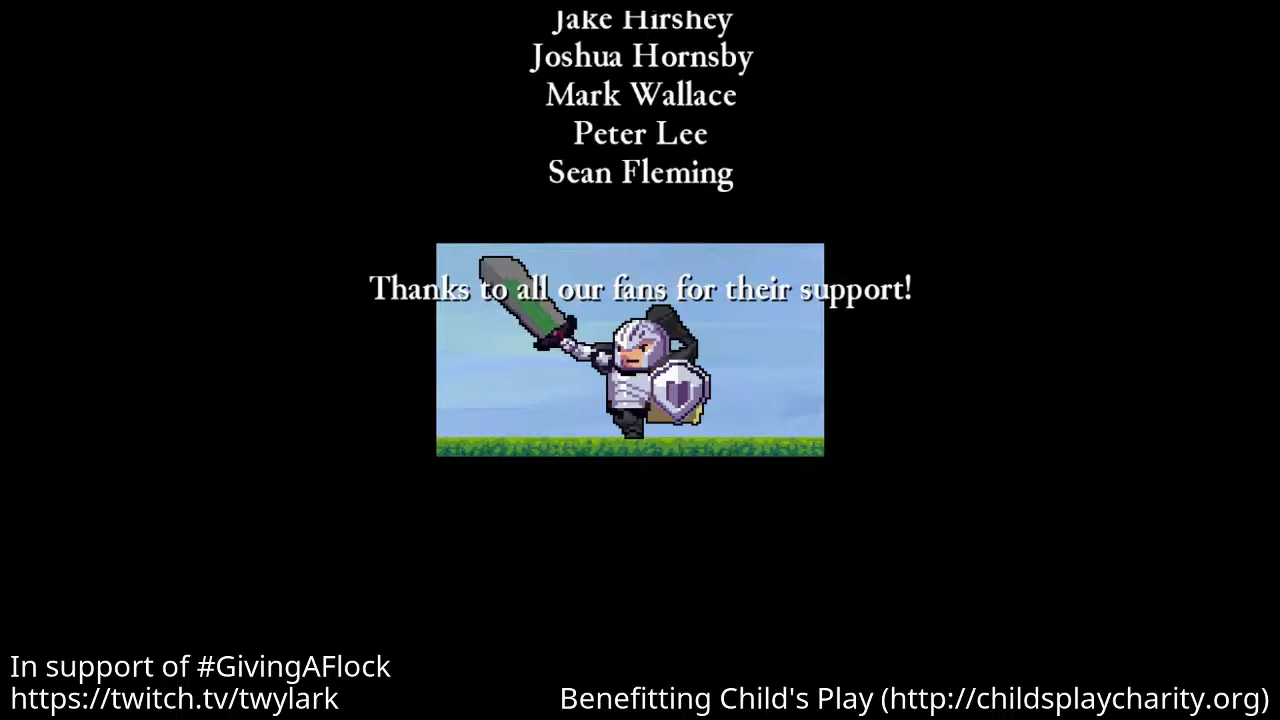 Jake Hirshey
Joshua Hornsby
Mark Wallace
Peter Lee
Sean Fleming
Thanks to all our fans for their support!
In support of #GivingAFlock
https://twitch.tv/twylark
Benefitting Child's Play (http://childsplaycharity.org)